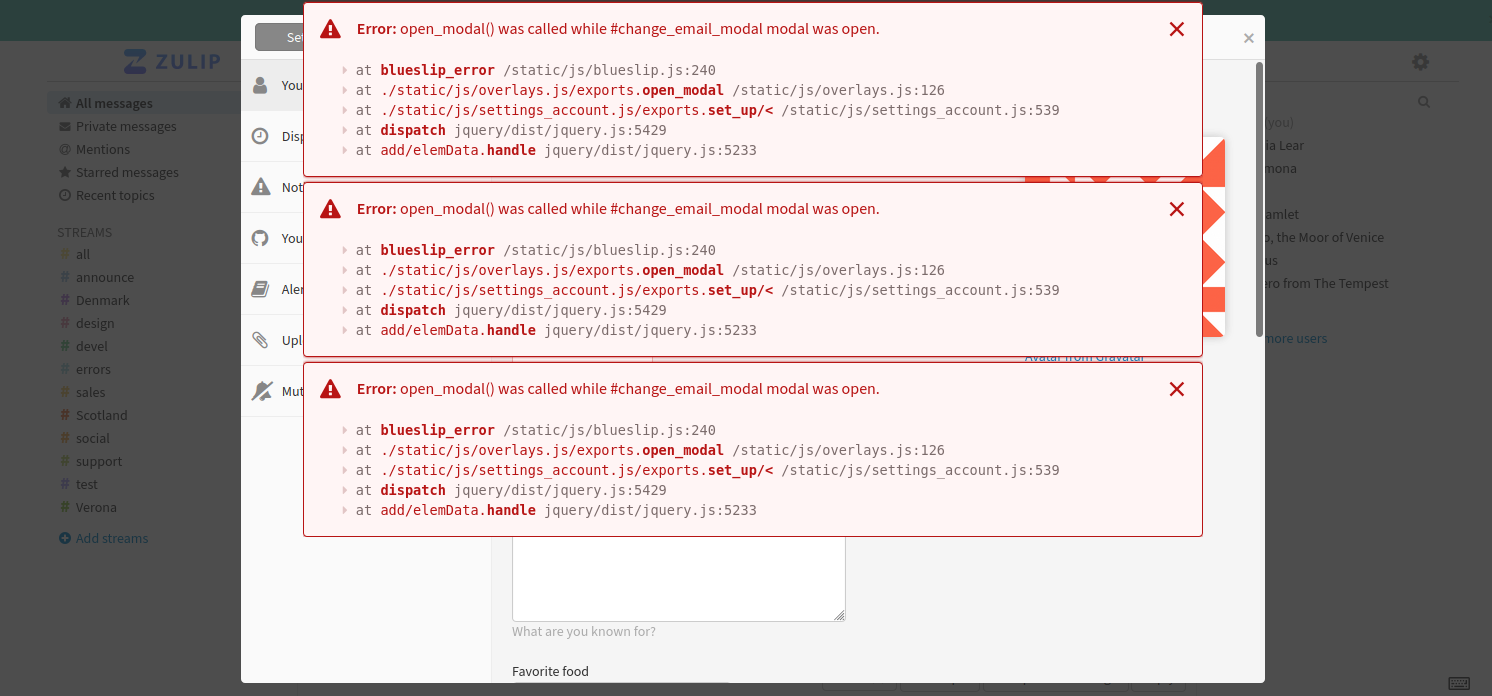 Error: open_modal() was called while #change_email_modal modal was open.
at blueslip_error /static/js/blueslip.js:240
at ./static/js/overlays.js/exports.open_modal /static/js/overlays.js:126
at ./static/js/settings_account.js/exports.set_up/< /static/js/settings_account.js:539
at dispatch jquery/dist/jquery.js:5429
at add/elemData.handle jquery/dist/jquery.js:5233
Error: open_modal() was called while #change_email_modal modal was open.
at blueslip_error /static/js/blueslip.js:240
at ./static/js/overlays.js/exports.open_modal /static/js/overlays.js:126
at ./static/js/settings_account.js/exports.set_up/< /static/js/settings_account.js:539
at dispatch jquery/dist/jquery.js:5429
at add/elemData.handle jquery/dist/jquery.js:5233
Error: open_modal() was called while #change_email_modal modal was open.
at blueslip_error /static/js/blueslip.js:240
at ./static/js/overlays.js/exports.open_modal /static/js/overlays.js:126
at ./static/js/settings_account.js/exports.set_up/< /static/js/settings_account.js:539
at dispatch jquery/dist/jquery.js:5429
at add/elemData.handle jquery/dist/jquery.js:5233
ZULIP
All messages
Private messages
@ Mentions
Starred messages
Recent topics
STREAMS
# all
# announce
# Denmark
# design
# devel
# errors
# sales
# Scotland
# social
# support
# test
# Verona
Add streams
Set
You
Disp
Not
You
Aler
Upl
Mut
Avatar from Gravatar
What are you known for?
Favorite food
(you)
ia Lear
mona
amlet
o, the Moor of Venice
us
ero from The Tempest
more users